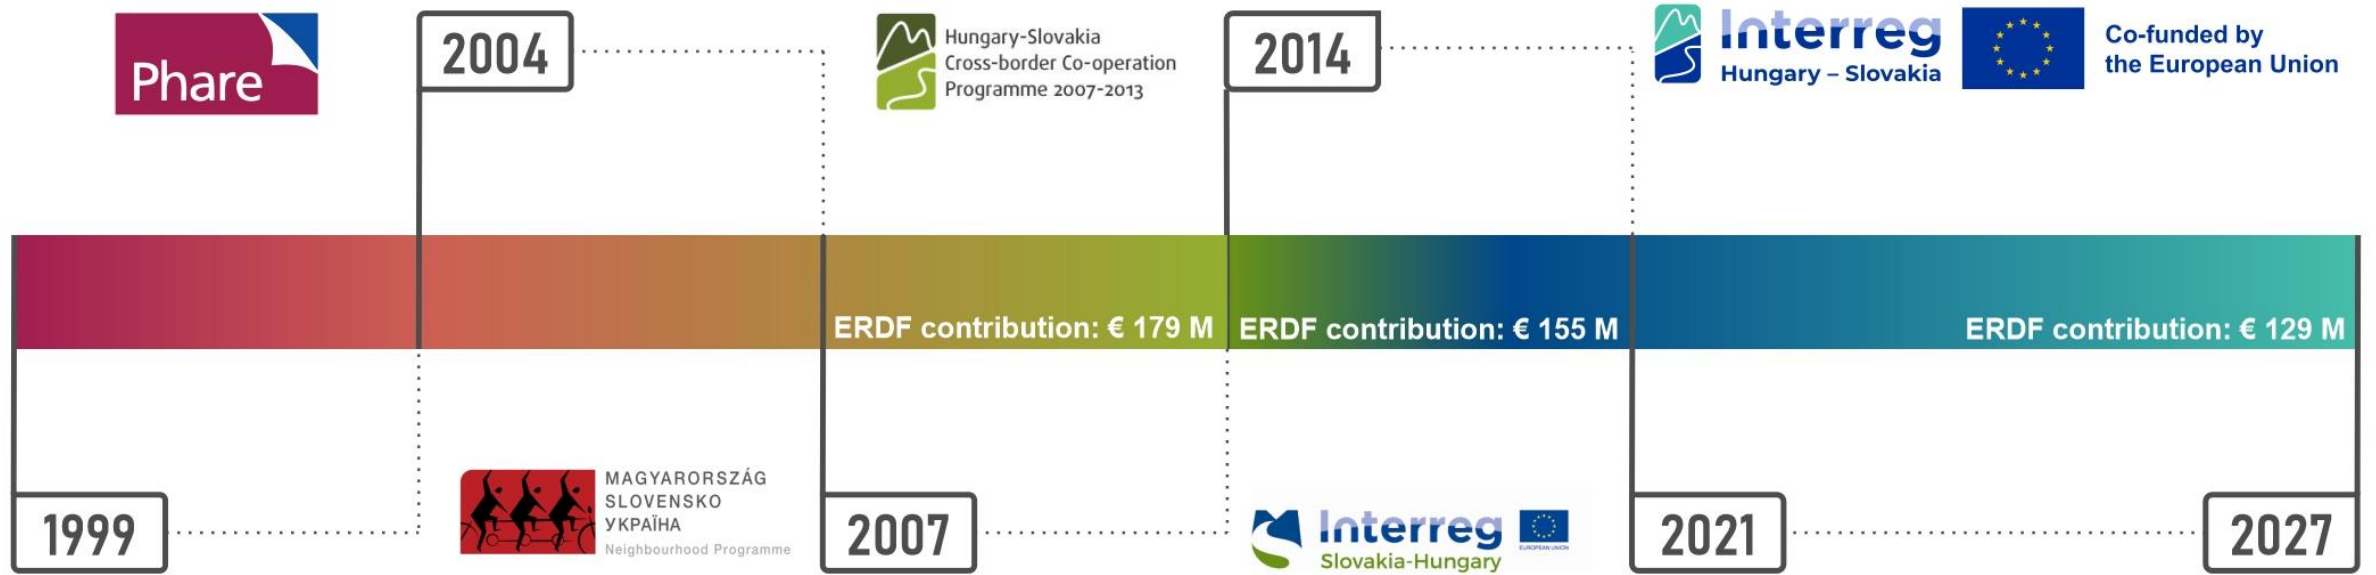 Phare
2004
Hungary-Slovakia
Cross-border Co-operation
Programme 2007-2013
2014
Interreg
Hungary – Slovakia
Co-funded by
the European Union
ERDF contribution: € 179 M
ERDF contribution: € 155 M
ERDF contribution: € 129 M
1999
MAGYARORSZÁG
SLOVENSKO
УКРАЇНА
Neighbourhood Programme
2007
Interreg
Slovakia-Hungary
EUROPEAN UNION
2021
2027